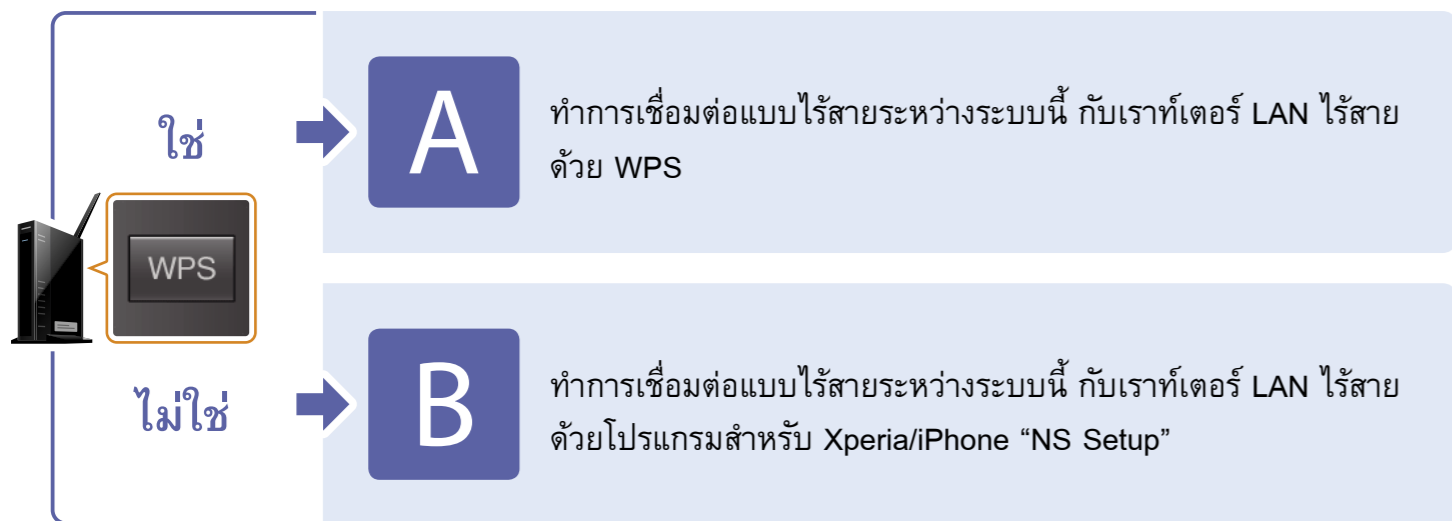 ใช่
A
ทำการเชื่อมต่อแบบไร้สายระหว่างระบบนี้ กับเราท์เตอร์ LAN ไร้สาย
ด้วย WPS
WPS
ไม่ใช่
B
ทำการเชื่อมต่อแบบไร้สายระหว่างระบบนี้ กับเราท์เตอร์ LAN ไร้สาย
ด้วยโปรแกรมสำหรับ Xperia/iPhone “NS Setup”